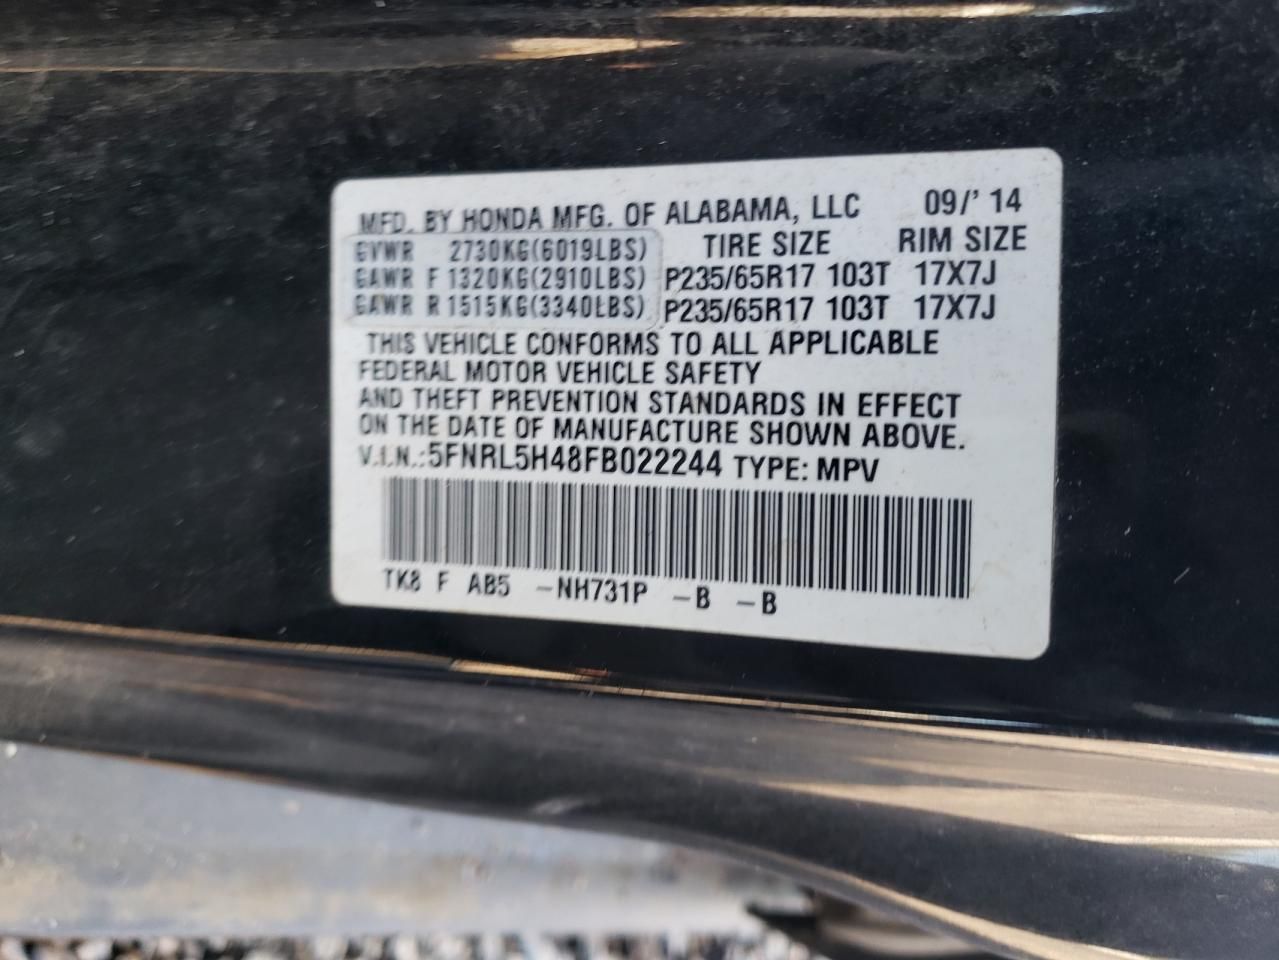 MFD. BY HONDA MFG. OF ALABAMA, LLC 09/' 14
GVWR 2730KG(6019LBS) TIRE SIZE RIM SIZE
GAWR F 1320KG(2910LBS) P235/65R17 103T 17X7J
GAWR R 1515KG(3340LBS) P235/65R17 103T 17X7J
THIS VEHICLE CONFORMS TO ALL APPLICABLE
FEDERAL MOTOR VEHICLE SAFETY
AND THEFT PREVENTION STANDARDS IN EFFECT
ON THE DATE OF MANUFACTURE SHOWN ABOVE.
V.I.N.:5FNRL5H48FB022244 TYPE: MPV
TK8 F AB5 -NH731P -B -B